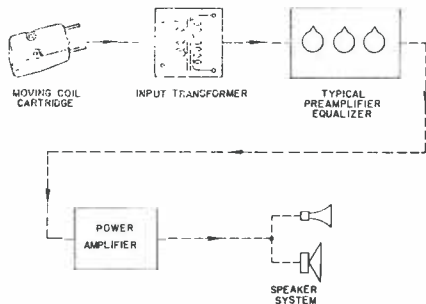 MOVING COIL
CARTRIDGE
INPUT TRANSFORMER
TYPICAL
PREAMPLIFIER
EQUALIZER
POWER
AMPLIFIER
SPEAKER
SYSTEM